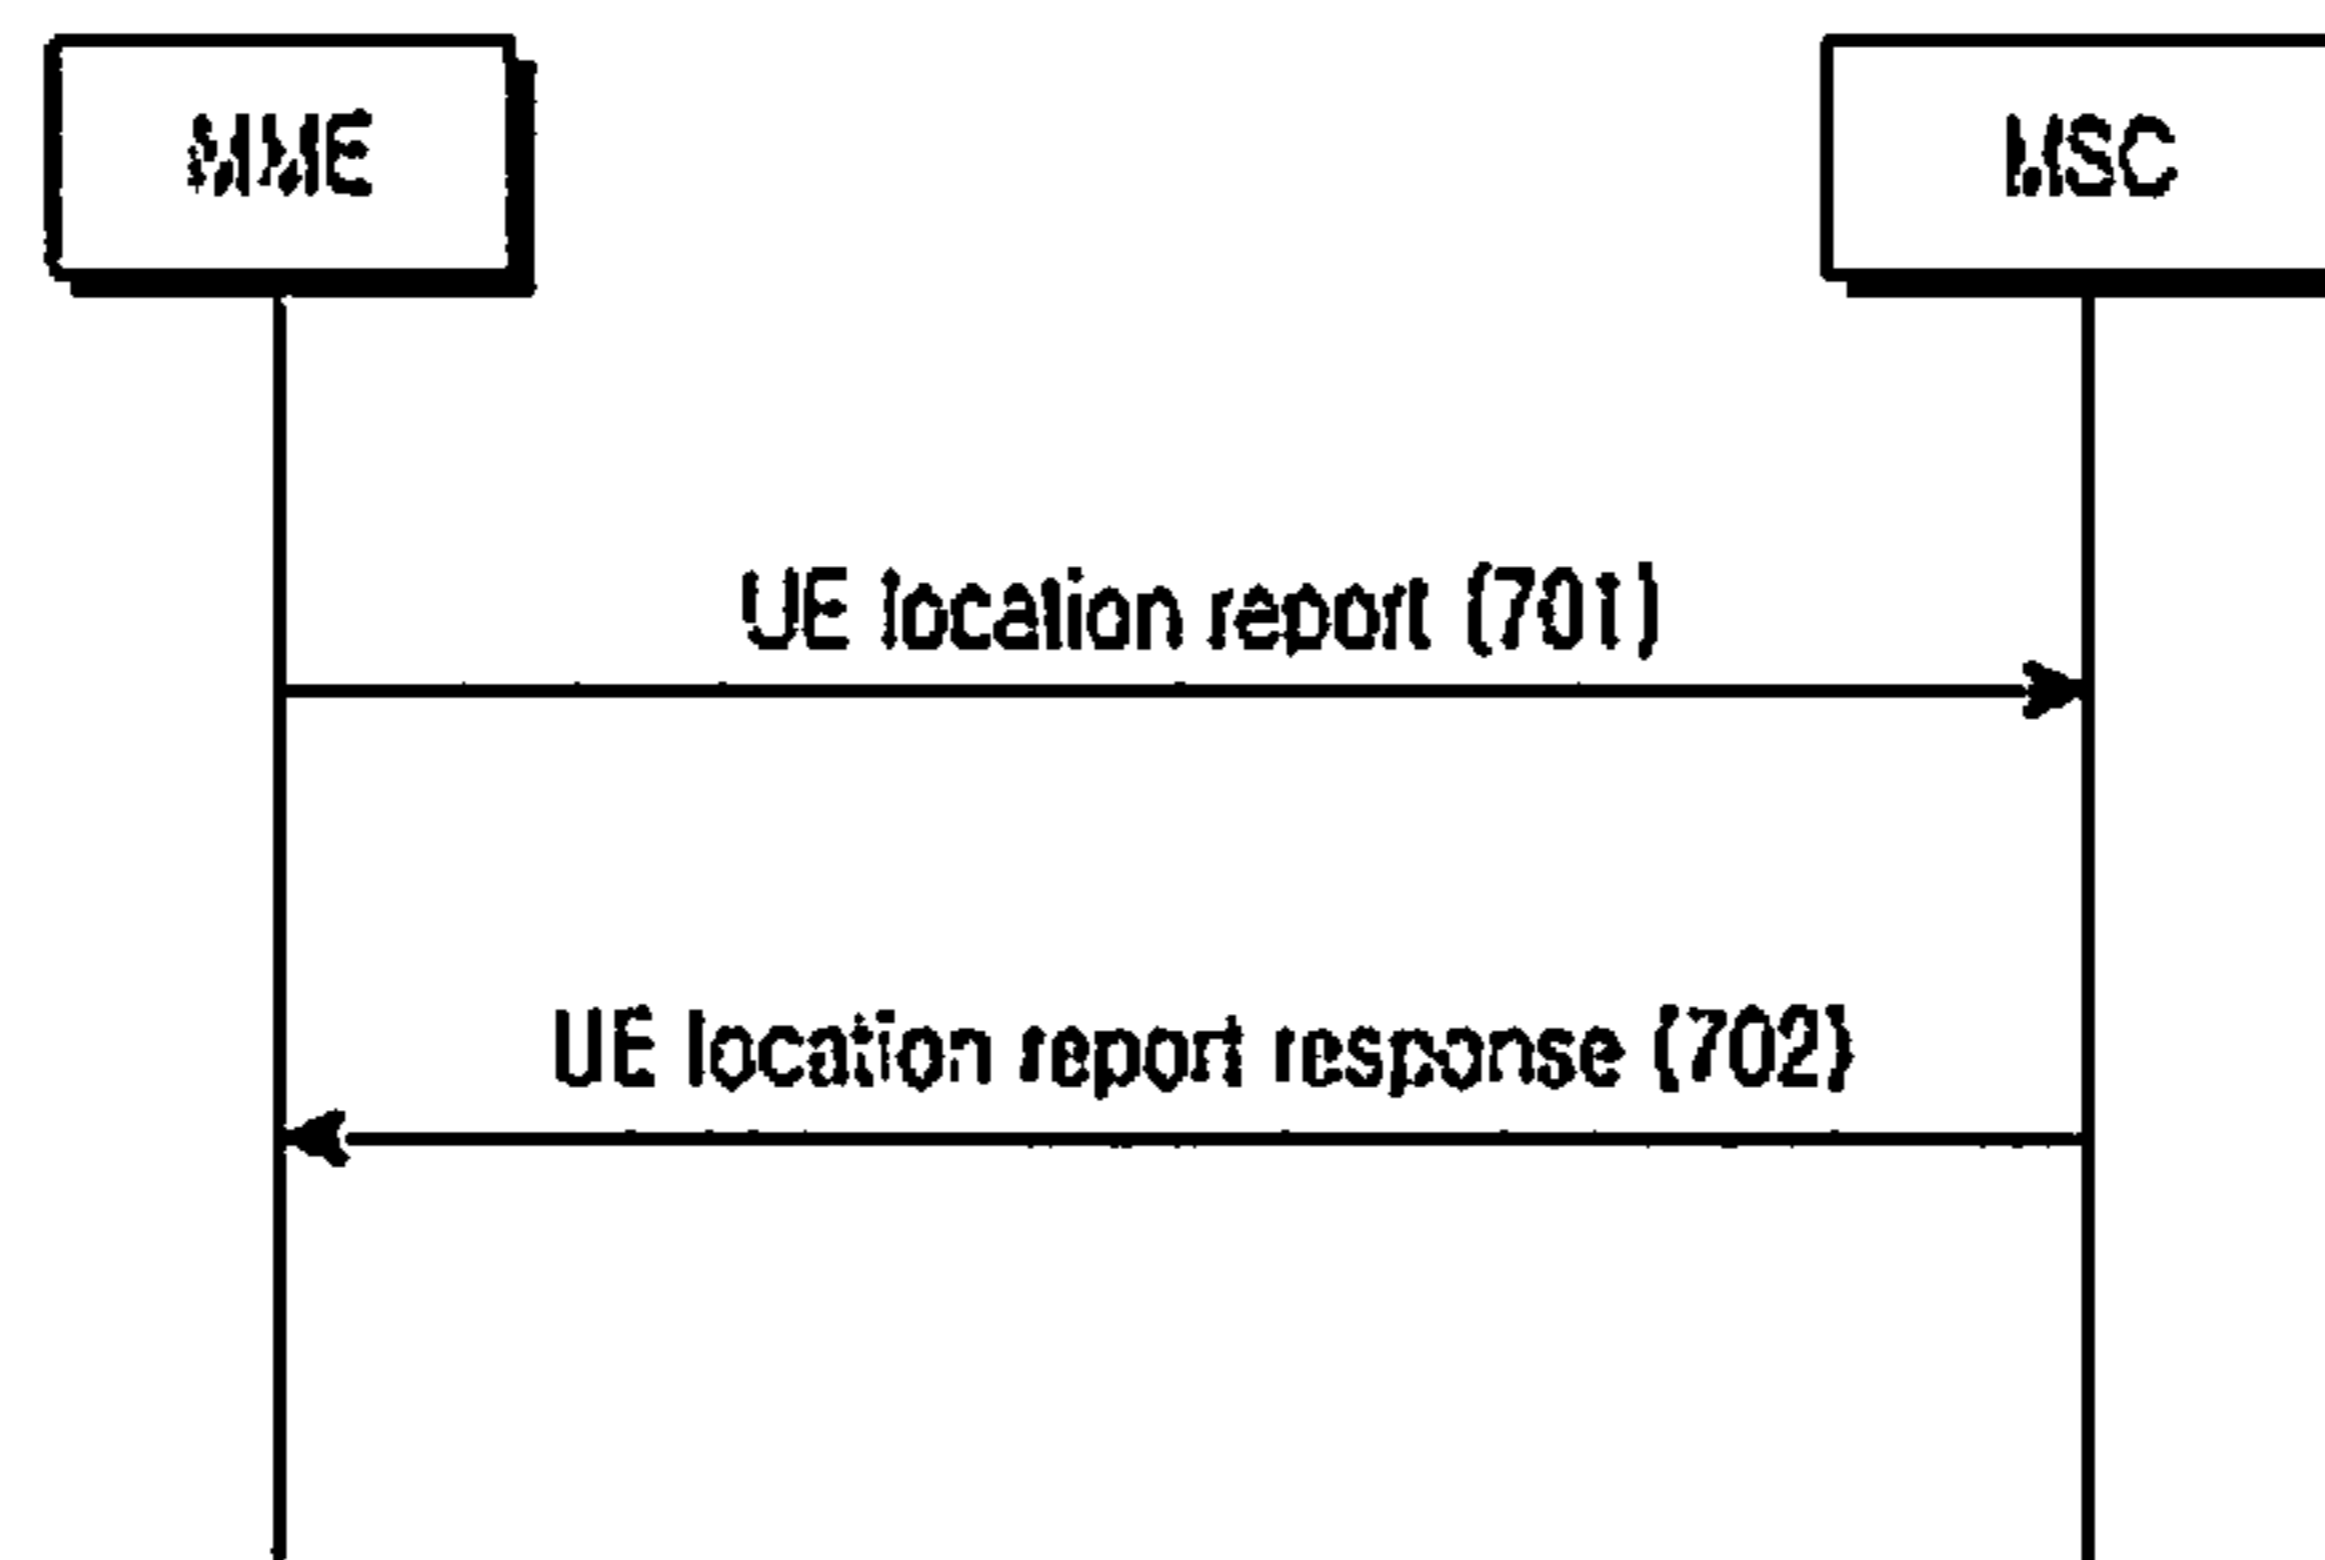 MME
MSC
UE location report (701)
UE location report response (702)